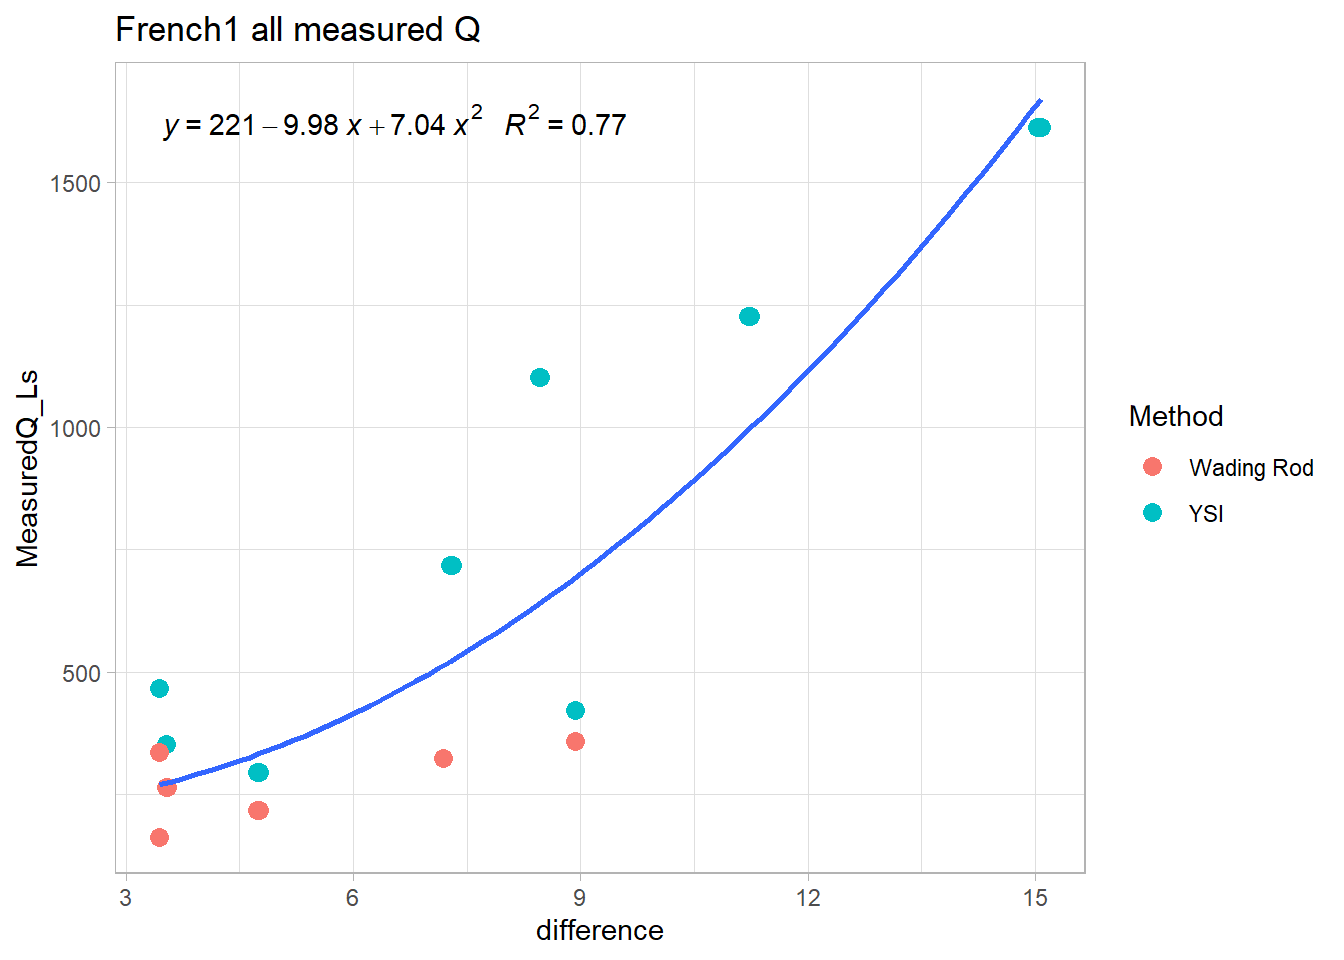 French1 all measured Q
y = 221 − 9.98 x + 7.04 x² R² = 0.77
MeasuredQ_Ls
1500
1000
500
3 6 9 12 15
difference
Method
Wading Rod
YSI